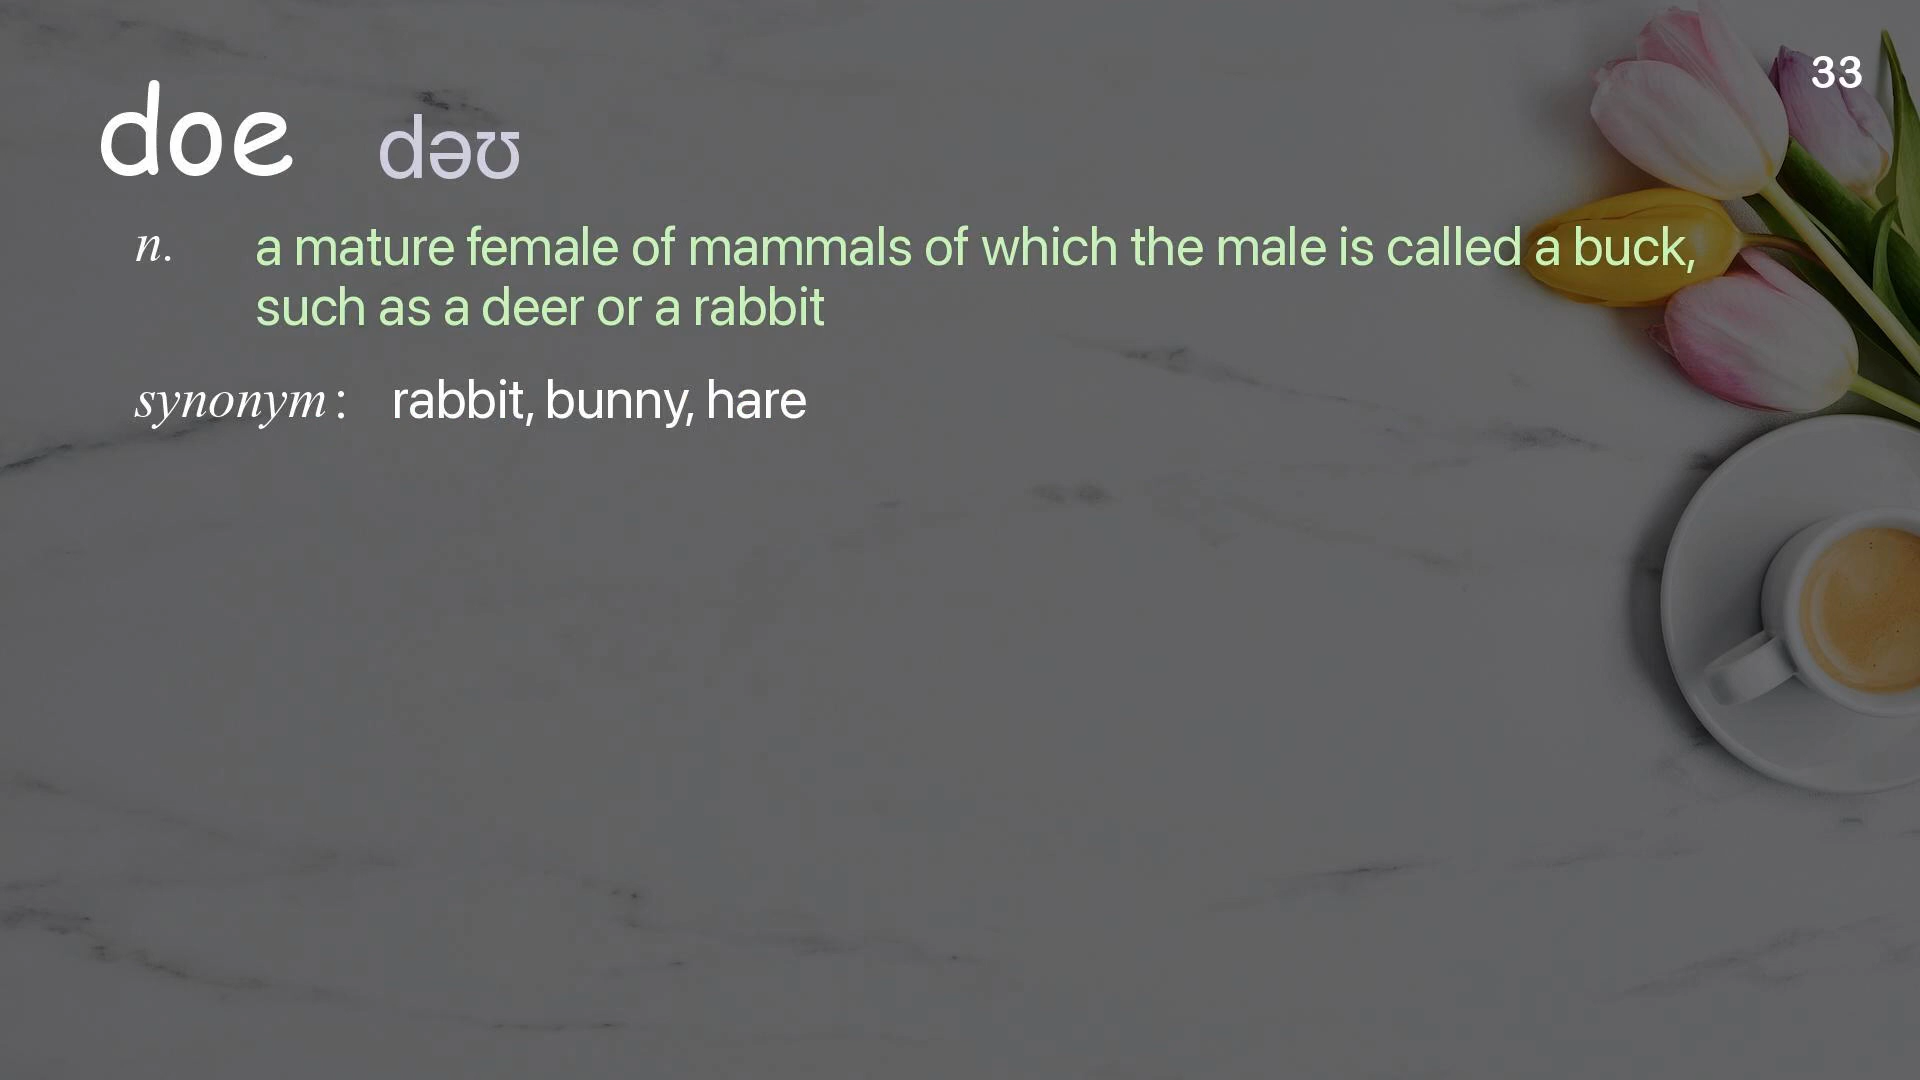 33
doe dəʊ
n. a mature female of mammals of which the male is called a buck,
such as a deer or a rabbit
synonym: rabbit, bunny, hare